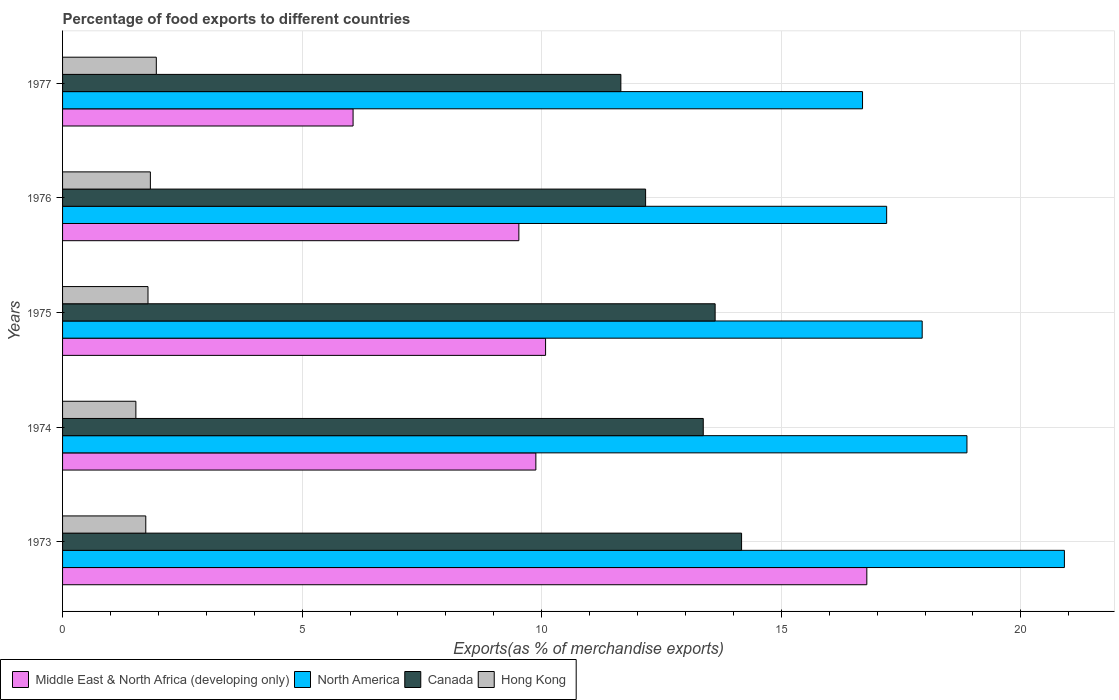 Percentage of food exports to different countries
1977
1976
1975
1974
1973
Years
0
5
10
15
20
Exports(as % of merchandise exports)
Middle East & North Africa (developing only)
North America
Canada
Hong Kong